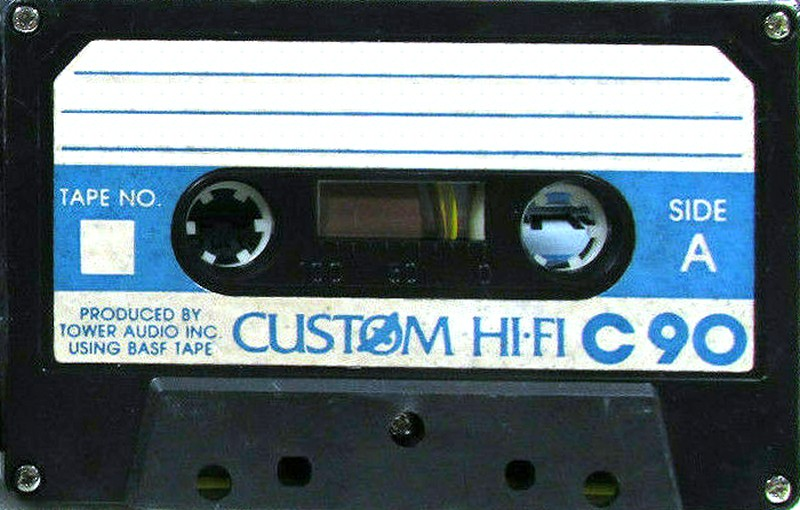 TAPE NO.
SIDE
A
PRODUCED BY
TOWER AUDIO INC.
USING BASF TAPE
CUSTOM HI·FI C90